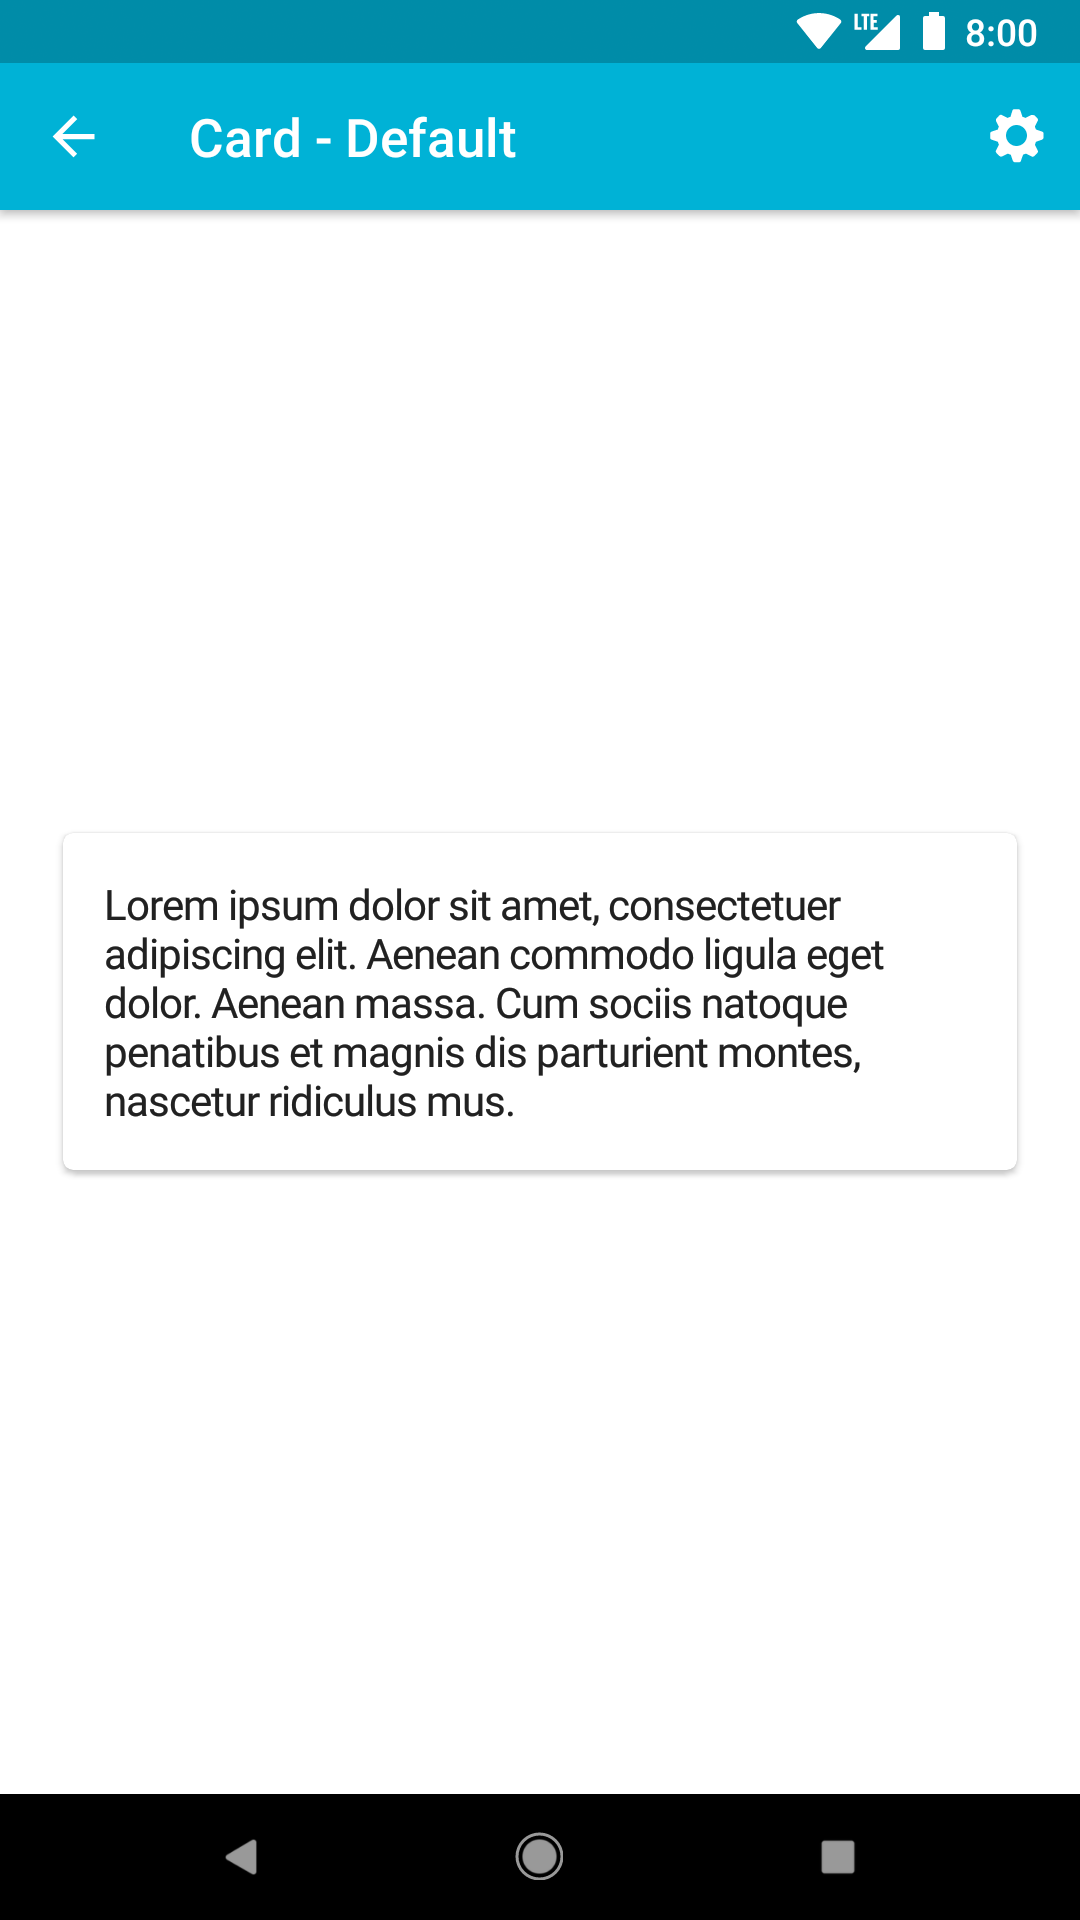 LTE 8:00
Card - Default
Lorem ipsum dolor sit amet, consectetuer
adipiscing elit. Aenean commodo ligula eget
dolor. Aenean massa. Cum sociis natoque
penatibus et magnis dis parturient montes,
nascetur ridiculus mus.